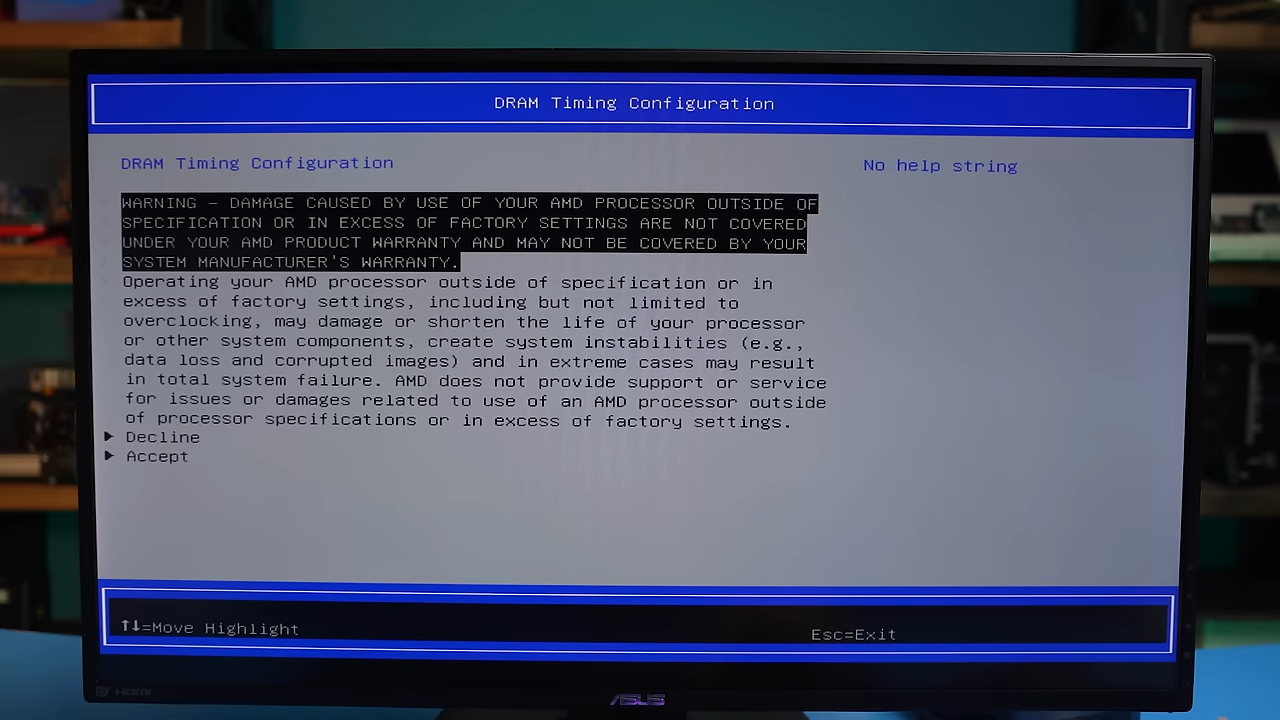 DRAM Timing Configuration
DRAM Timing Configuration
No help string
WARNING - DAMAGE CAUSED BY USE OF YOUR AMD PROCESSOR OUTSIDE OF
SPECIFICATION OR IN EXCESS OF FACTORY SETTINGS ARE NOT COVERED
UNDER YOUR AMD PRODUCT WARRANTY AND MAY NOT BE COVERED BY YOUR
SYSTEM MANUFACTURER'S WARRANTY.
Operating your AMD processor outside of specification or in
excess of factory settings, including but not limited to
overclocking, may damage or shorten the life of your processor
or other system components, create system instabilities (e.g.,
data loss and corrupted images) and in extreme cases may result
in total system failure. AMD does not provide support or service
for issues or damages related to use of an AMD processor outside
of processor specifications or in excess of factory settings.
Decline
Accept
↑↓=Move Highlight
Esc=Exit
HDMI
ASUS